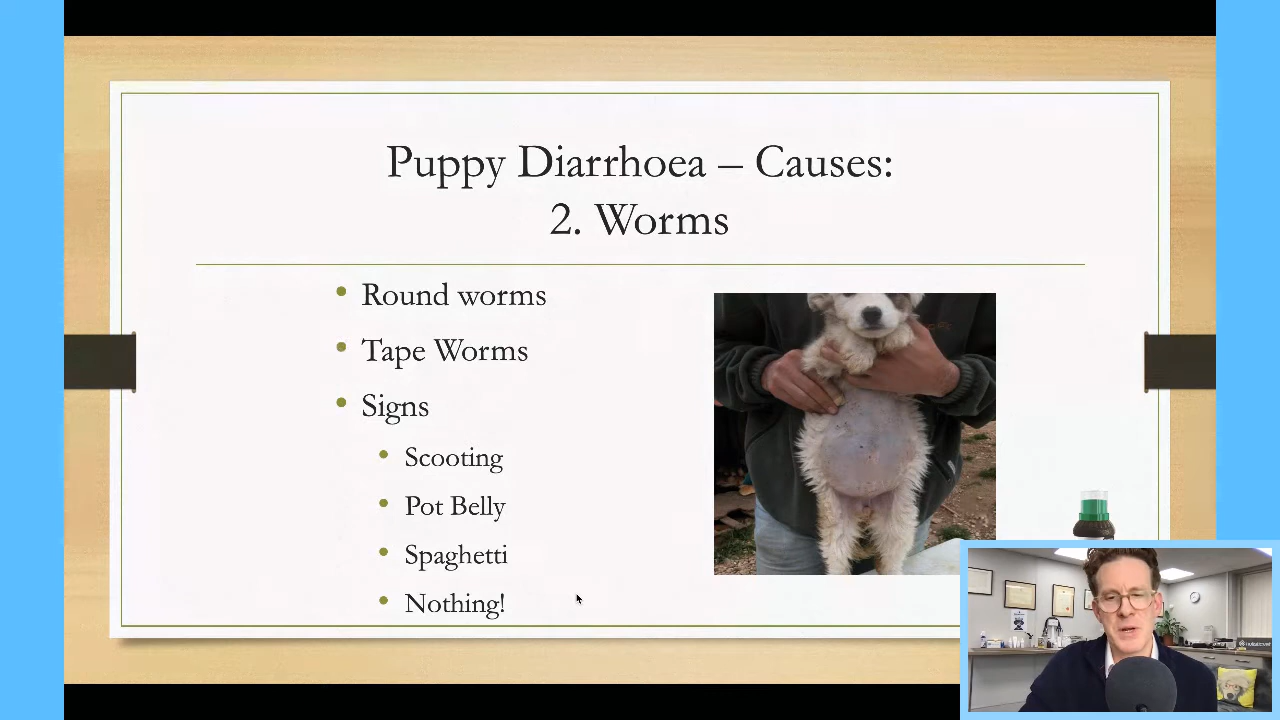 Puppy Diarrhoea – Causes:
2. Worms
Round worms
Tape Worms
Signs
Scooting
Pot Belly
Spaghetti
Nothing!